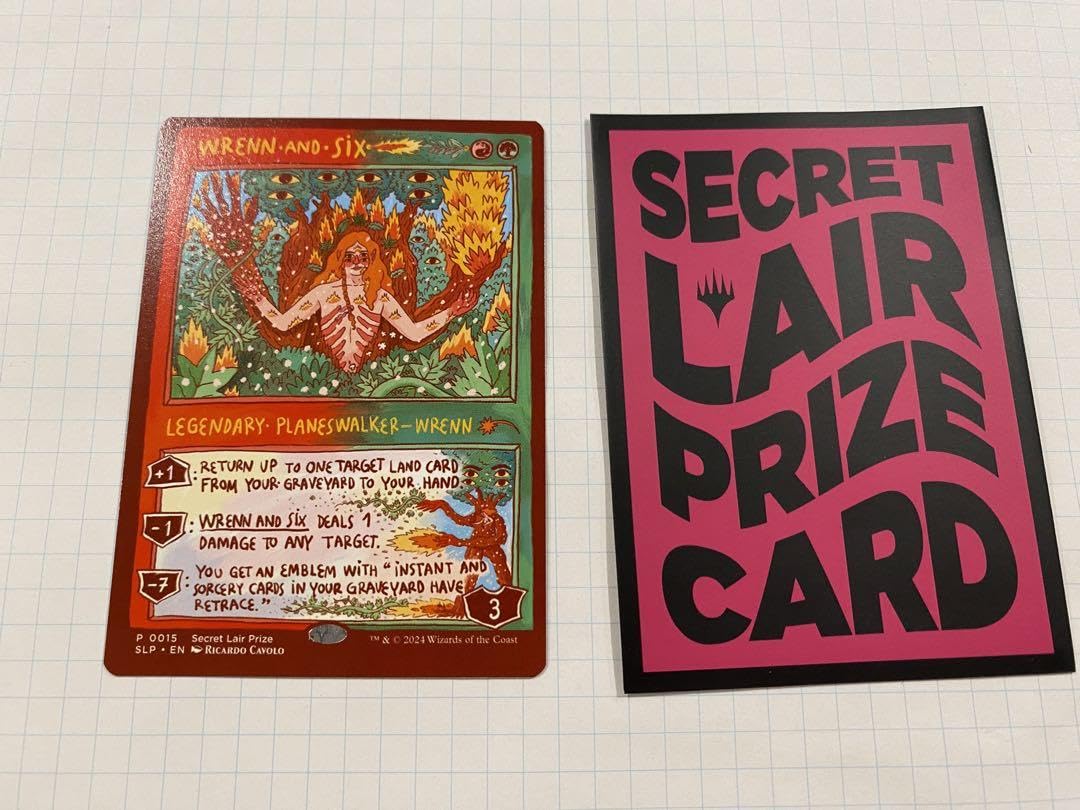 WRENN·AND·SiX
LEGENDARY·PLANESWALKER–WRENN
+1 : RETURN UP TO ONE TARGET LAND CARD
FROM YOUR GRAVEYARD TO YOUR HAND.
-1 : WRENN AND SiX DEALS 1
DAMAGE TO ANY TARGET.
-7 : YOU GET AN EMBLEM WITH "INSTANT AND
SORCERY CARDS IN YOUR GRAVEYARD HAVE
RETRACE."
3
P 0015 Secret Lair Prize
SLP • EN RICARDO CAVOLO
™ & © 2024 Wizards of the Coast
SECRET
LAIR
PRIZE
CARD